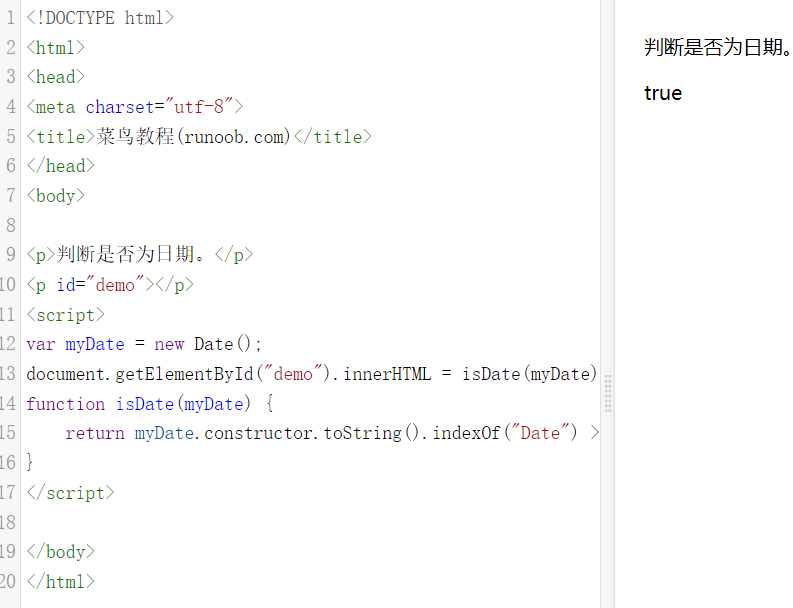 1 <!DOCTYPE html>
2 <html>
3 <head>
4 <meta charset="utf-8">
5 <title>菜鸟教程(runoob.com)</title>
6 </head>
7 <body>
8
9 <p>判断是否为日期。</p>
10 <p id="demo"></p>
11 <script>
12 var myDate = new Date();
13 document.getElementById("demo").innerHTML = isDate(myDate)
14 function isDate(myDate) {
15     return myDate.constructor.toString().indexOf("Date") >
16 }
17 </script>
18
19 </body>
20 </html>
判断是否为日期。
true